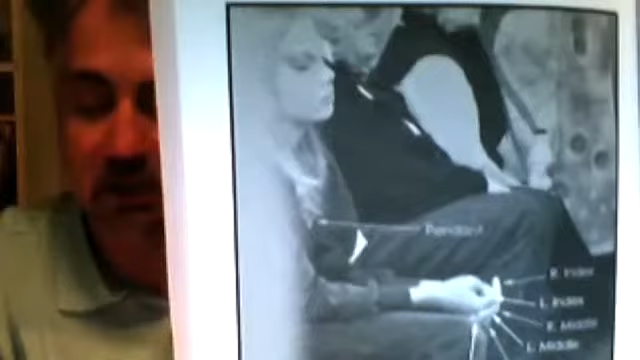 Pendant
R. Index
L. Index
R. Middle
L. Middle